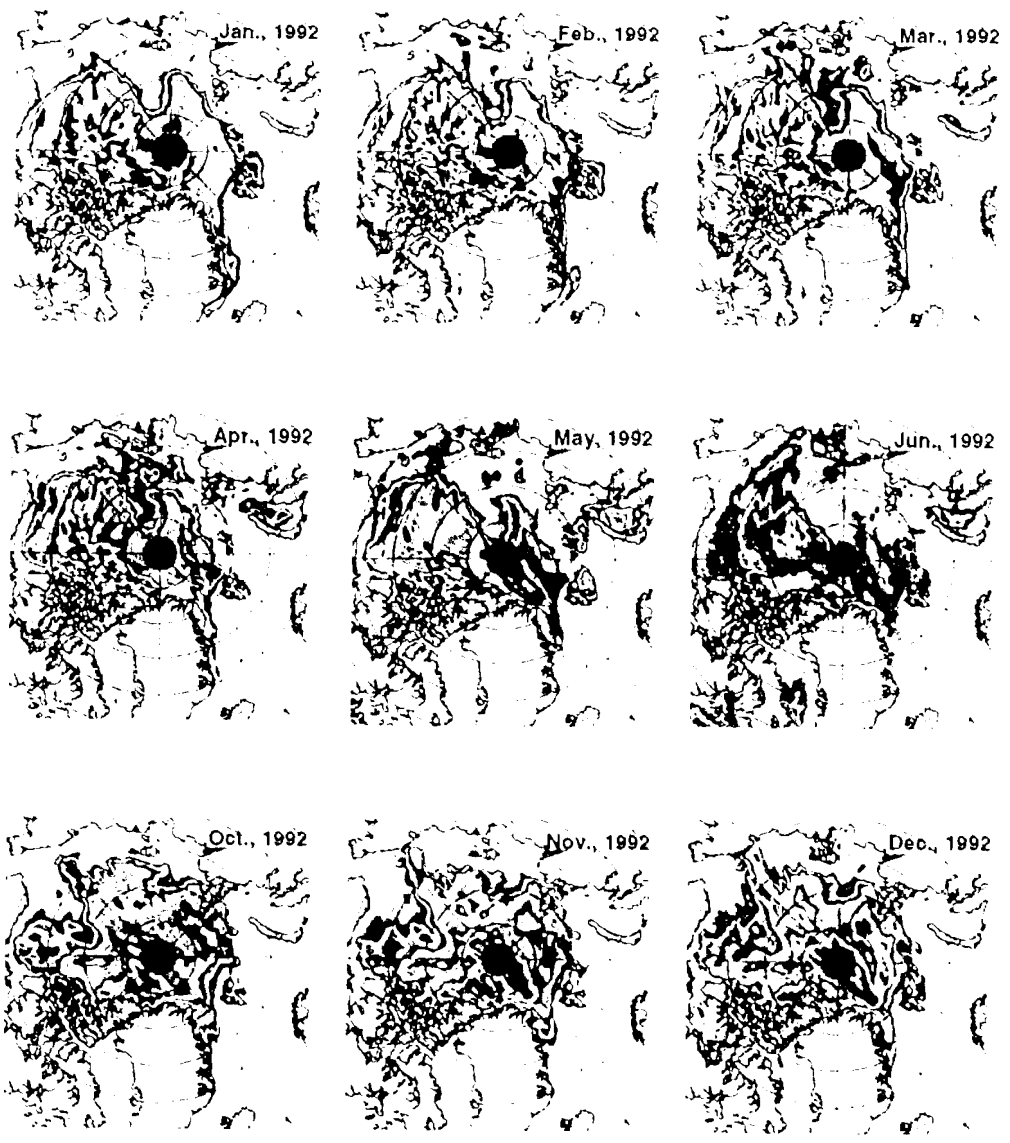 Jan., 1992
Feb., 1992
Mar., 1992
Apr., 1992
May, 1992
Jun., 1992
Oct., 1992
Nov., 1992
Dec., 1992